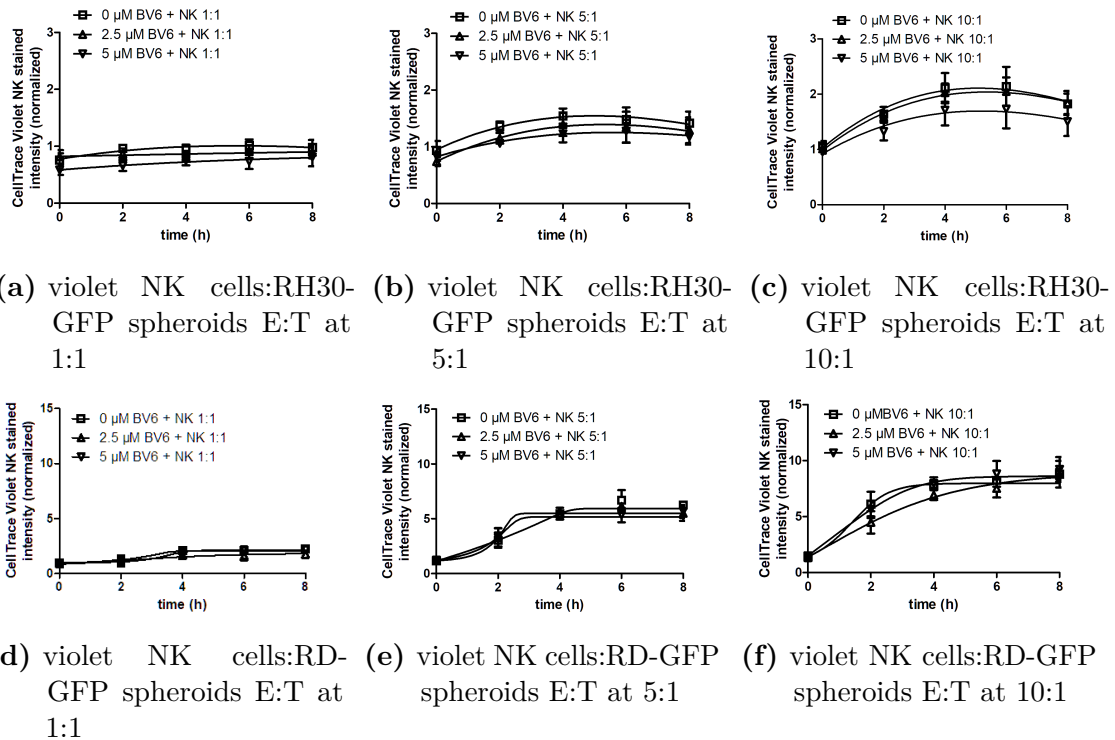 0 µM BV6 + NK 1:1
2.5 µM BV6 + NK 1:1
5 µM BV6 + NK 1:1
CellTrace Violet NK stained
intensity (normalized)
3
2
1
0
0 2 4 6 8
time (h)
0 µM BV6 + NK 5:1
2.5 µM BV6 + NK 5:1
5 µM BV6 + NK 5:1
CellTrace Violet NK stained
intensity (normalized)
3
2
1
0
0 2 4 6 8
time (h)
0 µM BV6 + NK 10:1
2.5 µM BV6 + NK 10:1
5 µM BV6 + NK 10:1
CellTrace Violet NK stained
intensity (normalized)
3
2
1
0
0 2 4 6 8
time (h)
(a) violet NK cells:RH30-
GFP spheroids E:T at
1:1
(b) violet NK cells:RH30-
GFP spheroids E:T at
5:1
(c) violet NK cells:RH30-
GFP spheroids E:T at
10:1
0 µM BV6 + NK 1:1
2.5 µM BV6 + NK 1:1
5 µM BV6 + NK 1:1
CellTrace Violet NK stained
intensity (normalized)
15
10
5
0
0 2 4 6 8
time (h)
0 µM BV6 + NK 5:1
2.5 µM BV6 + NK 5:1
5 µM BV6 + NK 5:1
CellTrace Violet NK stained
intensity (normalized)
15
10
5
0
0 2 4 6 8
time (h)
0 µMBV6 + NK 10:1
2.5 µM BV6 + NK 10:1
5 µM BV6 + NK 10:1
CellTrace Violet NK stained
intensity (normalized)
15
10
5
0
0 2 4 6 8
time (h)
d) violet NK cells:RD-
GFP spheroids E:T at
1:1
(e) violet NK cells:RD-GFP
spheroids E:T at 5:1
(f) violet NK cells:RD-GFP
spheroids E:T at 10:1